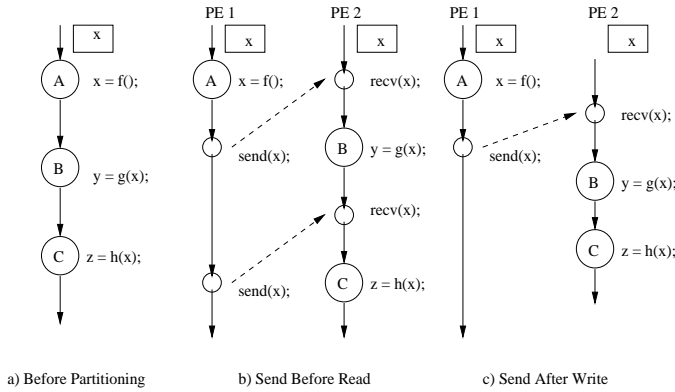 x
A
x = f();
B
y = g(x);
C
z = h(x);
a) Before Partitioning
PE 1
PE 2
x
x
A
x = f();
recv(x);
send(x);
B
y = g(x);
recv(x);
send(x);
C
z = h(x);
b) Send Before Read
PE 1
PE 2
x
x
A
x = f();
recv(x);
send(x);
B
y = g(x);
C
z = h(x);
c) Send After Write